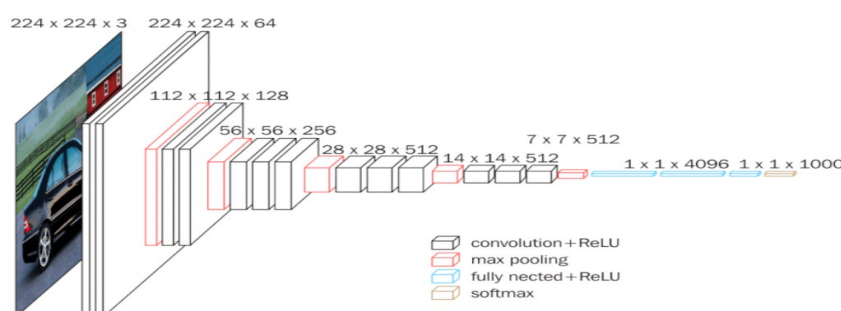 224 x 224 x 3
224 x 224 x 64
112 x 112 x 128
56 x 56 x 256
28 x 28 x 512
14 x 14 x 512
7 x 7 x 512
1 x 1 x 4096
1 x 1 x 1000
convolution+ReLU
max pooling
fully nected+ReLU
softmax